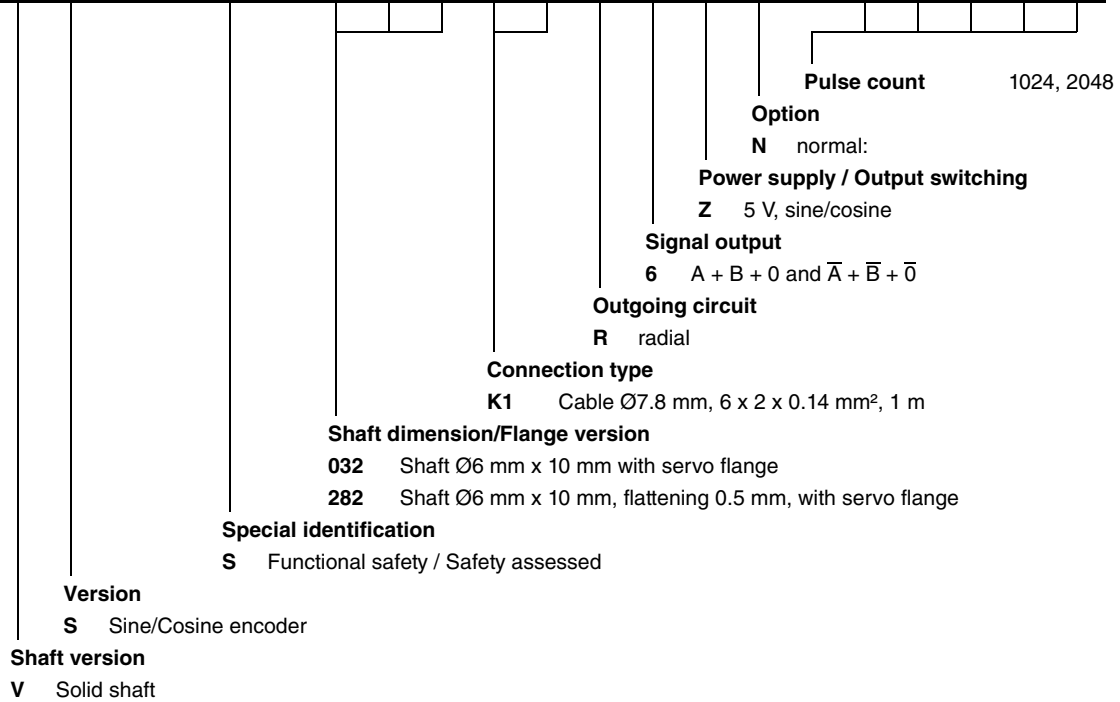 Pulse count 1024, 2048
Option
N normal:
Power supply / Output switching
Z 5 V, sine/cosine
Signal output
6 A + B + 0 and A̅ + B̅ + 0̅
Outgoing circuit
R radial
Connection type
K1 Cable Ø7.8 mm, 6 x 2 x 0.14 mm², 1 m
Shaft dimension/Flange version
032 Shaft Ø6 mm x 10 mm with servo flange
282 Shaft Ø6 mm x 10 mm, flattening 0.5 mm, with servo flange
Special identification
S Functional safety / Safety assessed
Version
S Sine/Cosine encoder
Shaft version
V Solid shaft